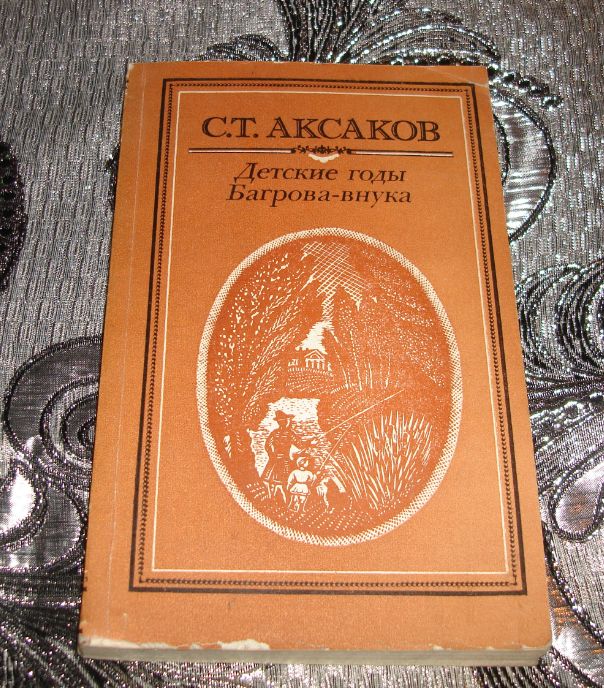 С.Т. АКСАКОВ
Детские годы
Багрова-внука